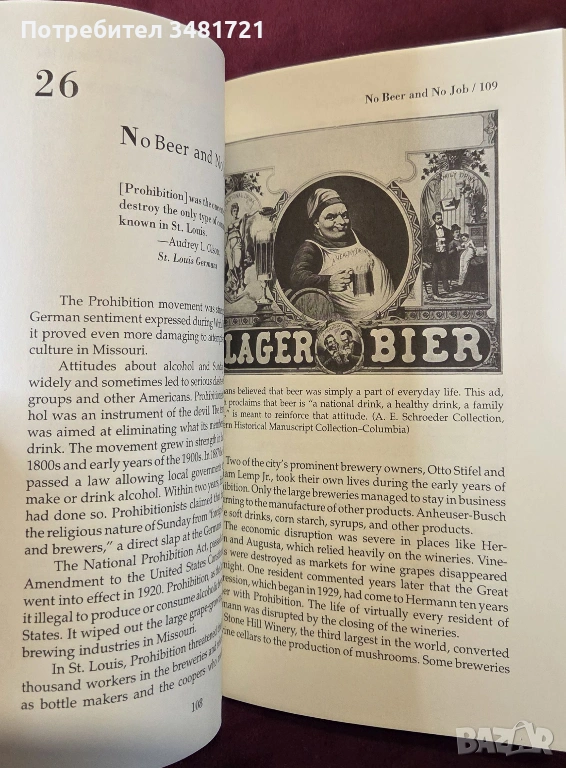 Потребител 3481721
26
No Beer and No
[Prohibition] was the
destroy the only type of
known in St. Louis.
—Audrey L. Olson,
St. Louis Germans
The Prohibition movement was
German sentiment expressed during
it proved even more damaging to
culture in Missouri.
Attitudes about alcohol and
widely and sometimes led to serious
groups and other Americans.
hol was an instrument of the devil. The
was aimed at eliminating what its
drink. The movement grew in strength in
1800s and early years of the 1900s. In
passed a law allowing local government
make or drink alcohol. Within two years,
had done so. Prohibitionists claimed
the religious nature of Sunday from
and brewers," a direct slap at the
The National Prohibition Act,
Amendment to the United States
went into effect in 1920. Prohibition,
it illegal to produce or consume
States. It wiped out the large grape-
brewing industries in Missouri.
In St. Louis, Prohibition threatened
thousand workers in the breweries and
as bottle makers and the coopers who
108
No Beer and No Job / 109
LAGER BIER
ans believed that beer was simply a part of everyday life. This ad,
proclaims that beer is "a national drink, a healthy drink, a family
," is meant to reinforce that attitude. (A. E. Schroeder Collection,
rn Historical Manuscript Collection–Columbia)
Two of the city's prominent brewery owners, Otto Stifel and
am Lemp Jr., took their own lives during the early years of
ibition. Only the large breweries managed to stay in business
rning to the manufacture of other products. Anheuser-Busch
e soft drinks, corn starch, syrups, and other products.
The economic disruption was severe in places like Her-
n and Augusta, which relied heavily on the wineries. Vine-
s were destroyed as markets for wine grapes disappeared
night. One resident commented years later that the Great
ression, which began in 1929, had come to Hermann ten years
er with Prohibition. The life of virtually every resident of
mann was disrupted by the closing of the wineries.
Stone Hill Winery, the third largest in the world, converted
ine cellars to the production of mushrooms. Some breweries
BAZAR